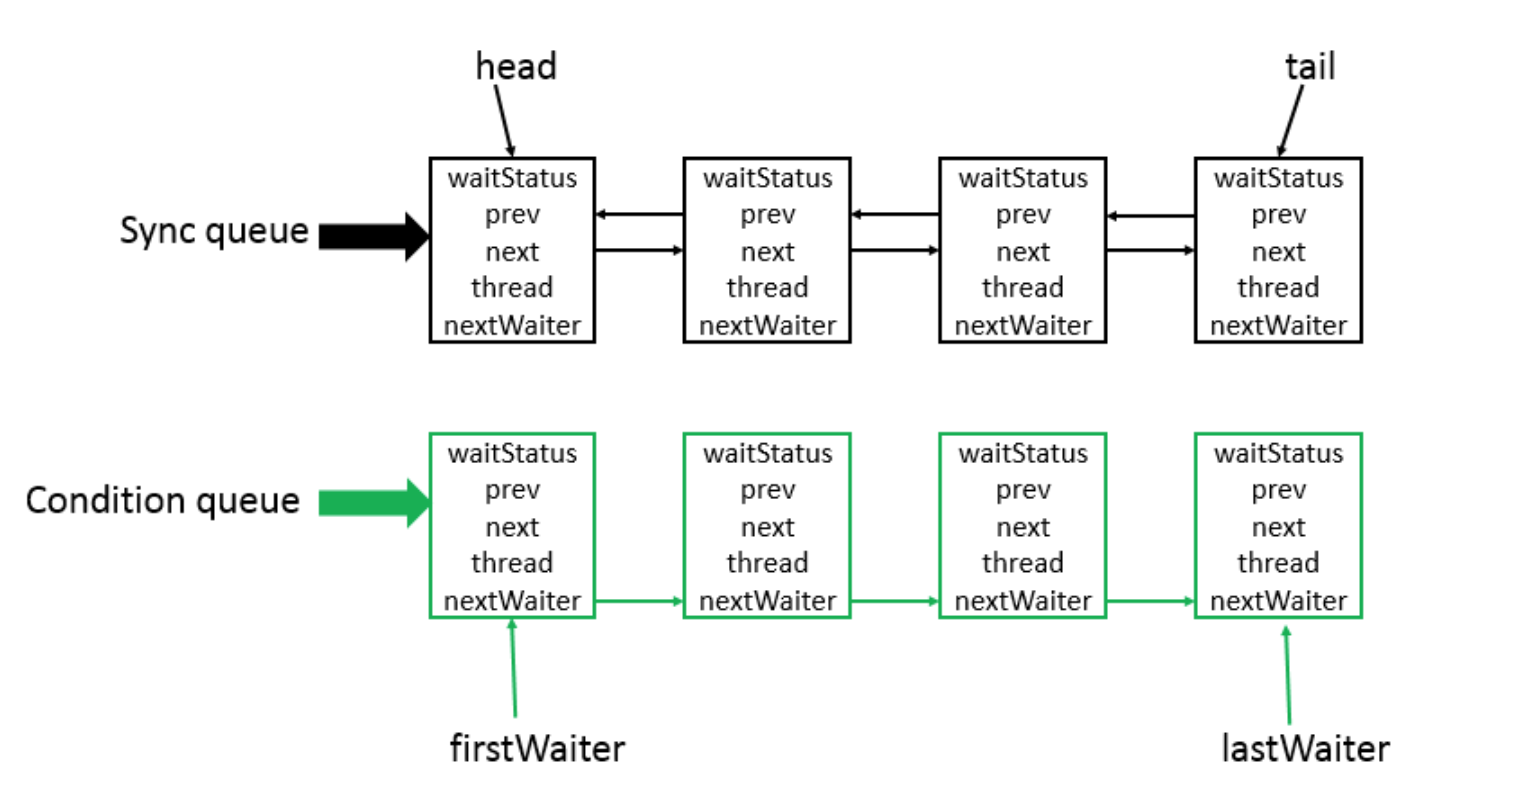 head
tail
Sync queue
waitStatus
prev
next
thread
nextWaiter
waitStatus
prev
next
thread
nextWaiter
waitStatus
prev
next
thread
nextWaiter
waitStatus
prev
next
thread
nextWaiter
Condition queue
waitStatus
prev
next
thread
nextWaiter
waitStatus
prev
next
thread
nextWaiter
waitStatus
prev
next
thread
nextWaiter
waitStatus
prev
next
thread
nextWaiter
firstWaiter
lastWaiter